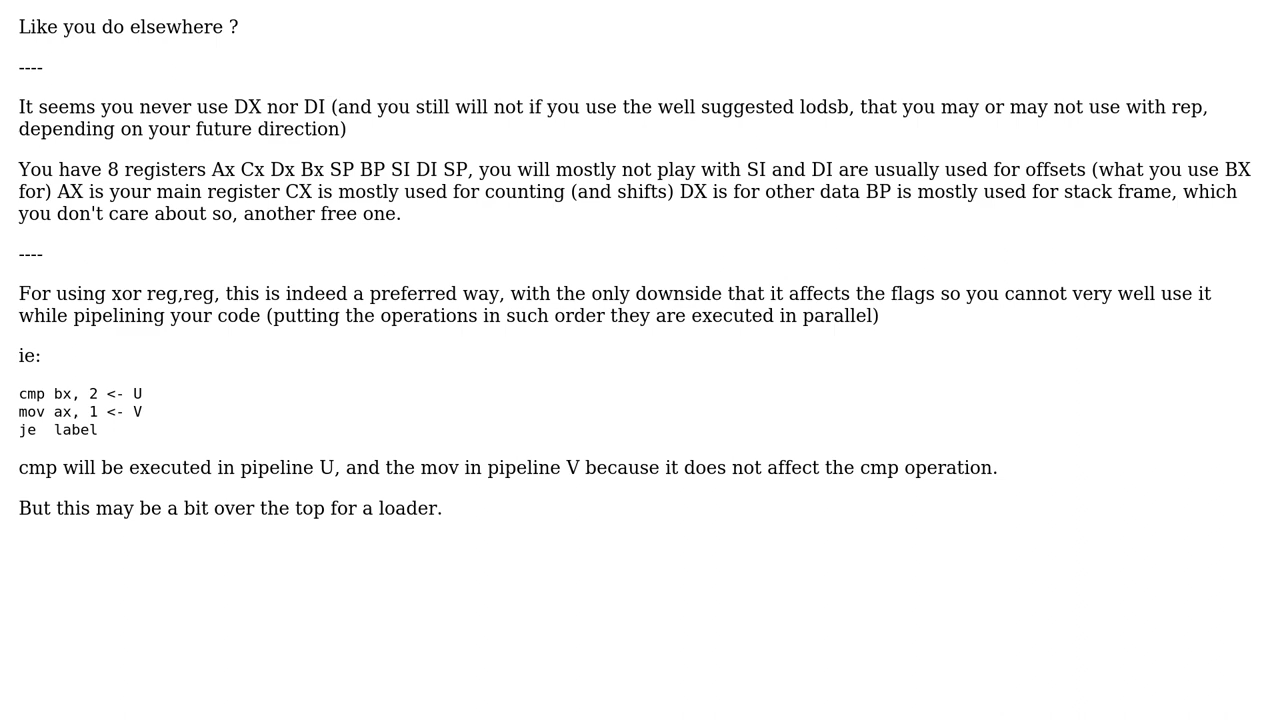 Like you do elsewhere ?
----
It seems you never use DX nor DI (and you still will not if you use the well suggested lodsb, that you may or may not use with rep,
depending on your future direction)
You have 8 registers Ax Cx Dx Bx SP BP SI DI SP, you will mostly not play with SI and DI are usually used for offsets (what you use BX
for) AX is your main register CX is mostly used for counting (and shifts) DX is for other data BP is mostly used for stack frame, which
you don't care about so, another free one.
----
For using xor reg,reg, this is indeed a preferred way, with the only downside that it affects the flags so you cannot very well use it
while pipelining your code (putting the operations in such order they are executed in parallel)
ie:
cmp bx, 2 <- U
mov ax, 1 <- V
je  label
cmp will be executed in pipeline U, and the mov in pipeline V because it does not affect the cmp operation.
But this may be a bit over the top for a loader.